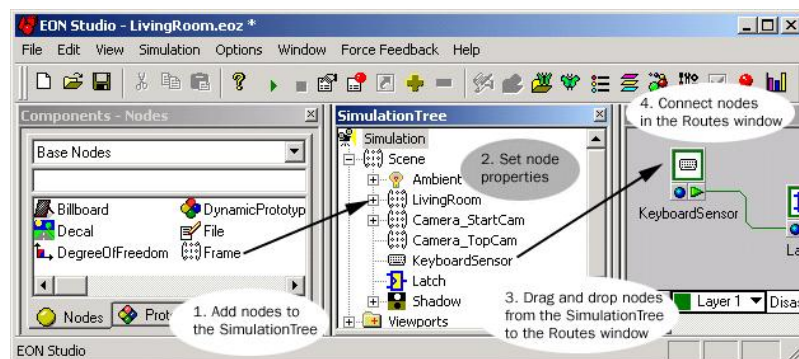 EON Studio - LivingRoom.eoz *
File Edit View Simulation Options Window Force Feedback Help
Components - Nodes
Base Nodes
Billboard
DynamicPrototyp
Decal
File
DegreeOfFreedom
Frame
Nodes
1. Add nodes to
the SimulationTree
SimulationTree
Simulation
Scene
Ambient
LivingRoom
Camera_StartCam
Camera_TopCam
KeyboardSensor
Latch
Shadow
Viewports
2. Set node
properties
3. Drag and drop nodes
from the SimulationTree
to the Routes window
4. Connect nodes
in the Routes window
KeyboardSensor
Layer 1
EON Studio